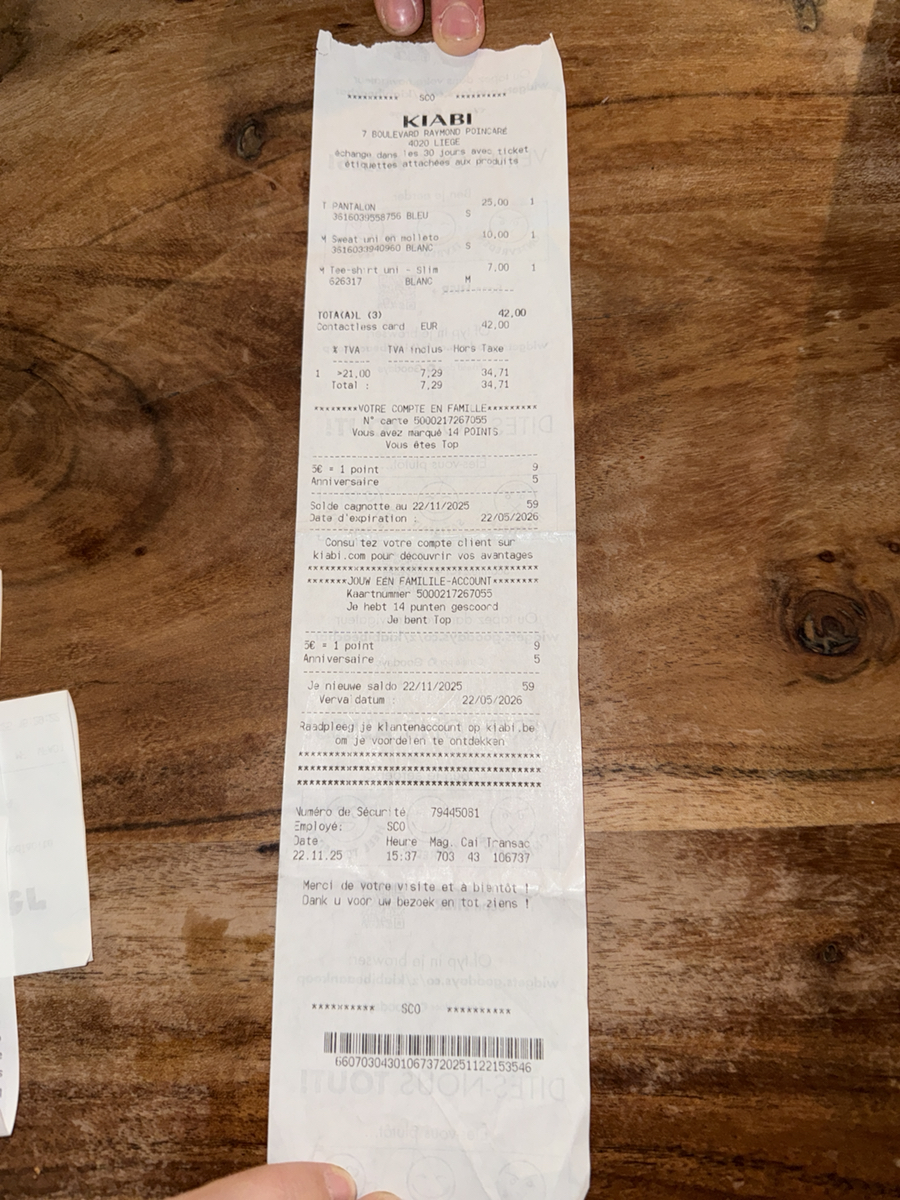 ********** SCO **********
KIABI
7 BOULEVARD RAYMOND POINCARÉ
4020 LIEGE
échange dans les 30 jours avec ticket
étiquettes attachées aux produits
T PANTALON 25,00 1
3616039558756 BLEU S
M Sweat uni en molleto 10,00 1
3616033940960 BLANC S
M Tee-shirt uni - Slim 7,00 1
626317 BLANC M
TOTA(A)L (3) 42,00
Contactless card EUR 42,00
% TVA TVA inclus Hors Taxe
1 >21,00 7,29 34,71
Total : 7,29 34,71
********VOTRE COMPTE EN FAMILLE*********
N° carte 5000217267055
Vous avez marqué 14 POINTS
Vous êtes Top
3€ = 1 point 9
Anniversaire 5
Solde cagnotte au 22/11/2025 59
Date d'expiration : 22/05/2026
Consultez votre compte client sur
kiabi.com pour découvrir vos avantages
****************************************
*******JOUW EEN FAMILILE-ACCOUNT********
Kaartnummer 5000217267055
Je hebt 14 punten gescoord
Je bent Top
3€ = 1 point 9
Anniversaire 5
Je nieuwe saldo 22/11/2025 59
Vervaldatum : 22/05/2026
Raadpleeg je klantenaccount op kiabi.be
om je voordelen te ontdekken
****************************************
****************************************
****************************************
Numéro de Sécurité 79445081
Employé: SCO
Date Heure Mag. Cai Transac
22.11.25 15:37 703 43 106737
Merci de votre visite et à bientôt !
Dank u voor uw bezoek en tot ziens !
********** SCO **********
660703043010673720251122153546